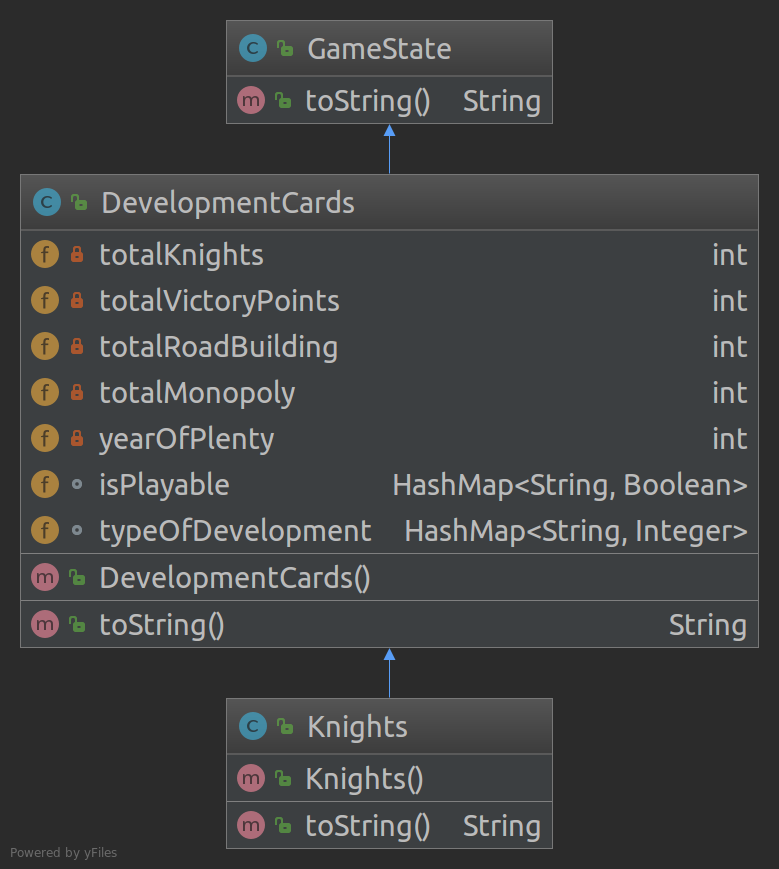 C GameState
m toString() String
C DevelopmentCards
f totalKnights int
f totalVictoryPoints int
f totalRoadBuilding int
f totalMonopoly int
f yearOfPlenty int
f isPlayable HashMap<String, Boolean>
f typeOfDevelopment HashMap<String, Integer>
m DevelopmentCards()
m toString() String
C Knights
m Knights()
m toString() String
Powered by yFiles